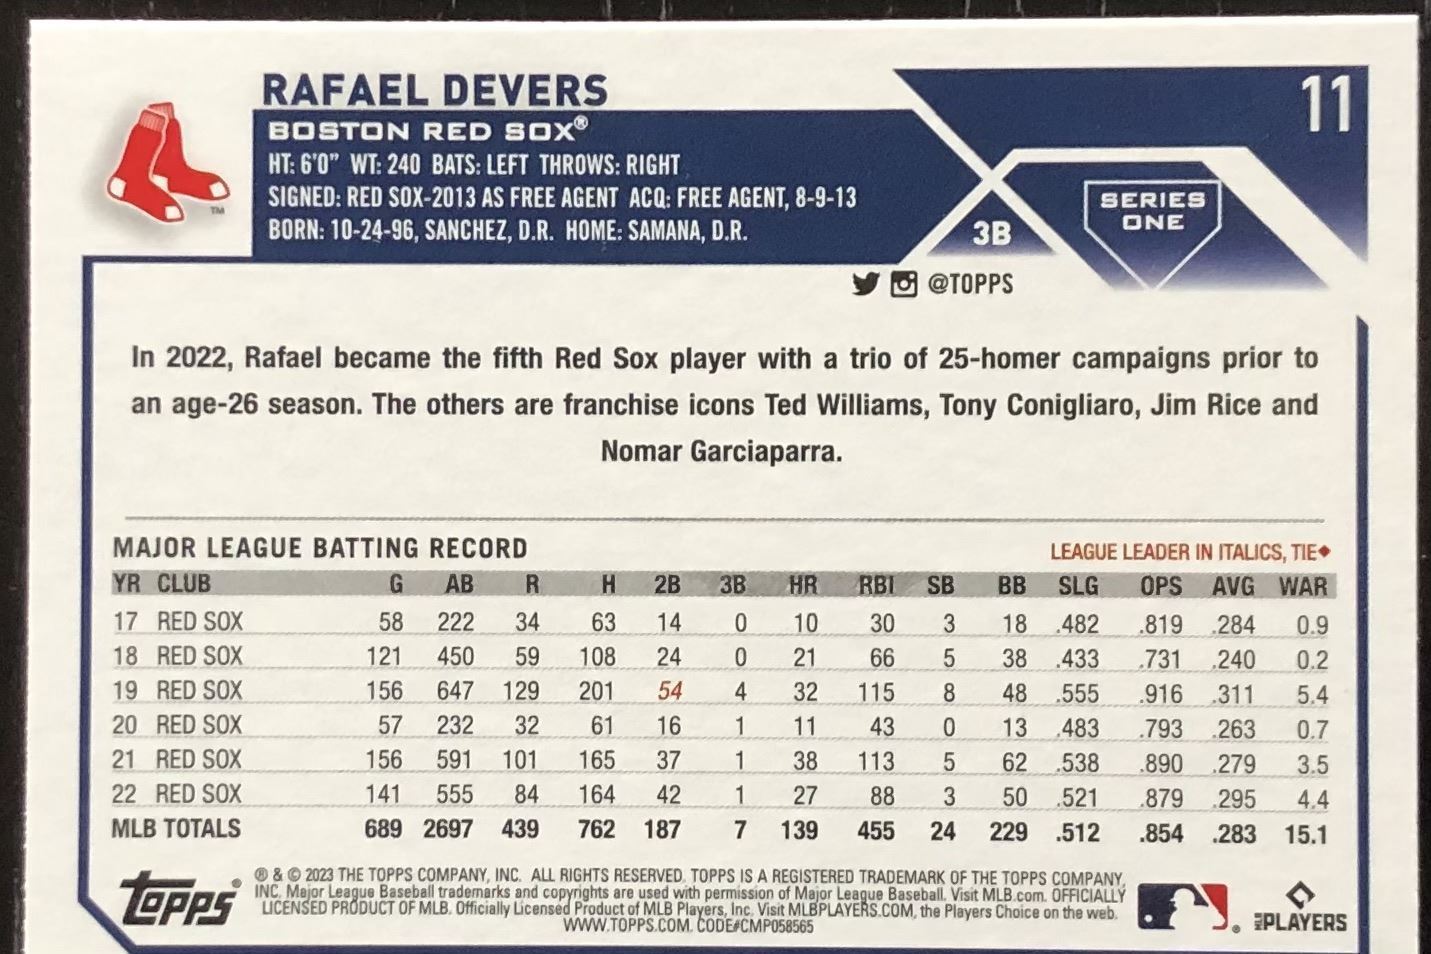 RAFAEL DEVERS
11
BOSTON RED SOX®
HT: 6'0" WT: 240 BATS: LEFT THROWS: RIGHT
SIGNED: RED SOX-2013 AS FREE AGENT ACQ: FREE AGENT, 8-9-13
BORN: 10-24-96, SANCHEZ, D.R. HOME: SAMANA, D.R.
TM
3B
SERIES
ONE
@TOPPS
In 2022, Rafael became the fifth Red Sox player with a trio of 25-homer campaigns prior to
an age-26 season. The others are franchise icons Ted Williams, Tony Conigliaro, Jim Rice and
Nomar Garciaparra.
MAJOR LEAGUE BATTING RECORD
LEAGUE LEADER IN ITALICS, TIE◆
YR CLUB G AB R H 2B 3B HR RBI SB BB SLG OPS AVG WAR
17 RED SOX 58 222 34 63 14 0 10 30 3 18 .482 .819 .284 0.9
18 RED SOX 121 450 59 108 24 0 21 66 5 38 .433 .731 .240 0.2
19 RED SOX 156 647 129 201 54 4 32 115 8 48 .555 .916 .311 5.4
20 RED SOX 57 232 32 61 16 1 11 43 0 13 .483 .793 .263 0.7
21 RED SOX 156 591 101 165 37 1 38 113 5 62 .538 .890 .279 3.5
22 RED SOX 141 555 84 164 42 1 27 88 3 50 .521 .879 .295 4.4
MLB TOTALS 689 2697 439 762 187 7 139 455 24 229 .512 .854 .283 15.1
Topps®
® & © 2023 THE TOPPS COMPANY, INC. ALL RIGHTS RESERVED. TOPPS IS A REGISTERED TRADEMARK OF THE TOPPS COMPANY,
INC. Major League Baseball trademarks and copyrights are used with permission of Major League Baseball. Visit MLB.com. OFFICIALLY
LICENSED PRODUCT OF MLB. Officially Licensed Product of MLB Players, Inc. Visit MLBPLAYERS.COM, the Players Choice on the web.
WWW.TOPPS.COM. CODE#CMP058565
®
MLB PLAYERS